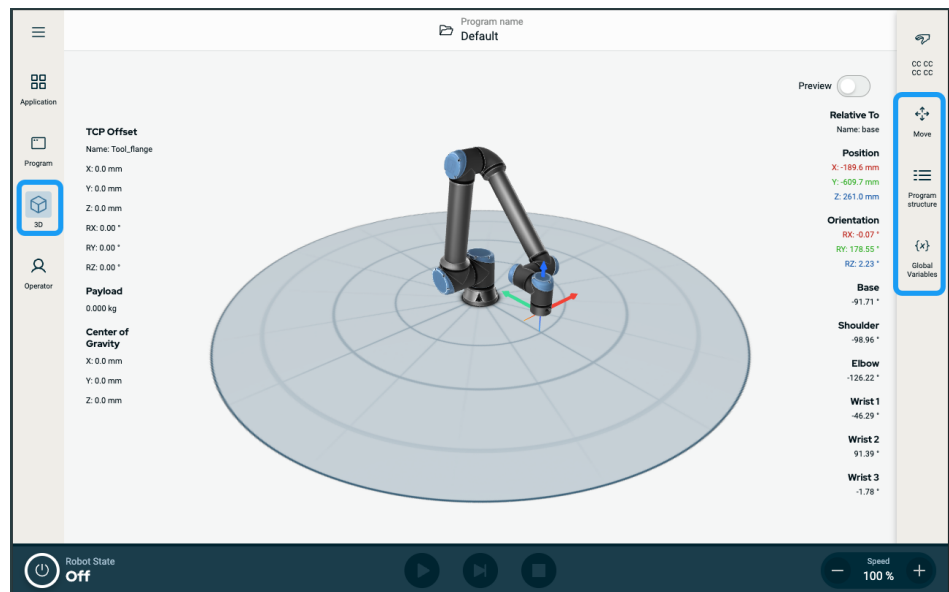 Program name
Default
CC CC
CC CC
Application
Program
3D
Operator
Move
Program
structure
{x}
Global
Variables
Preview
TCP Offset
Name: Tool_flange
X: 0.0 mm
Y: 0.0 mm
Z: 0.0 mm
RX: 0.00 °
RY: 0.00 °
RZ: 0.00 °
Payload
0.000 kg
Center of
Gravity
X: 0.0 mm
Y: 0.0 mm
Z: 0.0 mm
Relative To
Name: base
Position
X: -189.6 mm
Y: -609.7 mm
Z: 261.0 mm
Orientation
RX: -0.07 °
RY: 178.55 °
RZ: 2.23 °
Base
-91.71 °
Shoulder
-98.96 °
Elbow
-126.22 °
Wrist 1
-46.29 °
Wrist 2
91.39 °
Wrist 3
-1.78 °
Robot State
Off
Speed
100 %